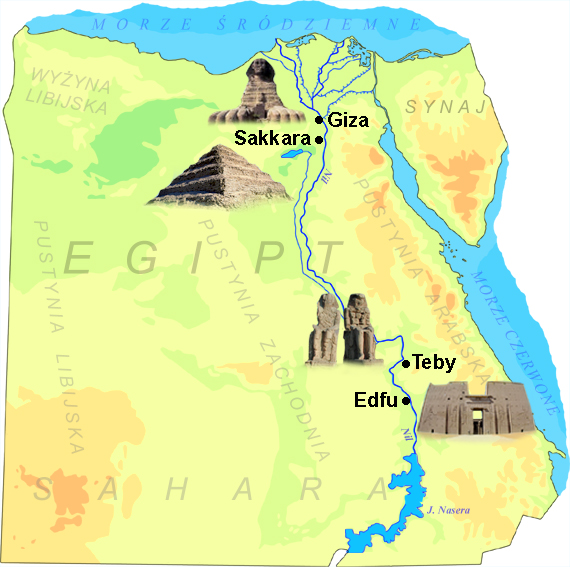 MORZE ŚRÓDZIEMNE
WYŻYNA
LIBIJSKA
SYNAJ
Giza
Sakkara
Nil
EGIPT
PUSTYNIA LIBIJSKA
PUSTYNIA ZACHODNIA
PUSTYNIA ARABSKA
MORZE CZERWONE
Teby
Edfu
Nil
SAHARA
J. Nasera